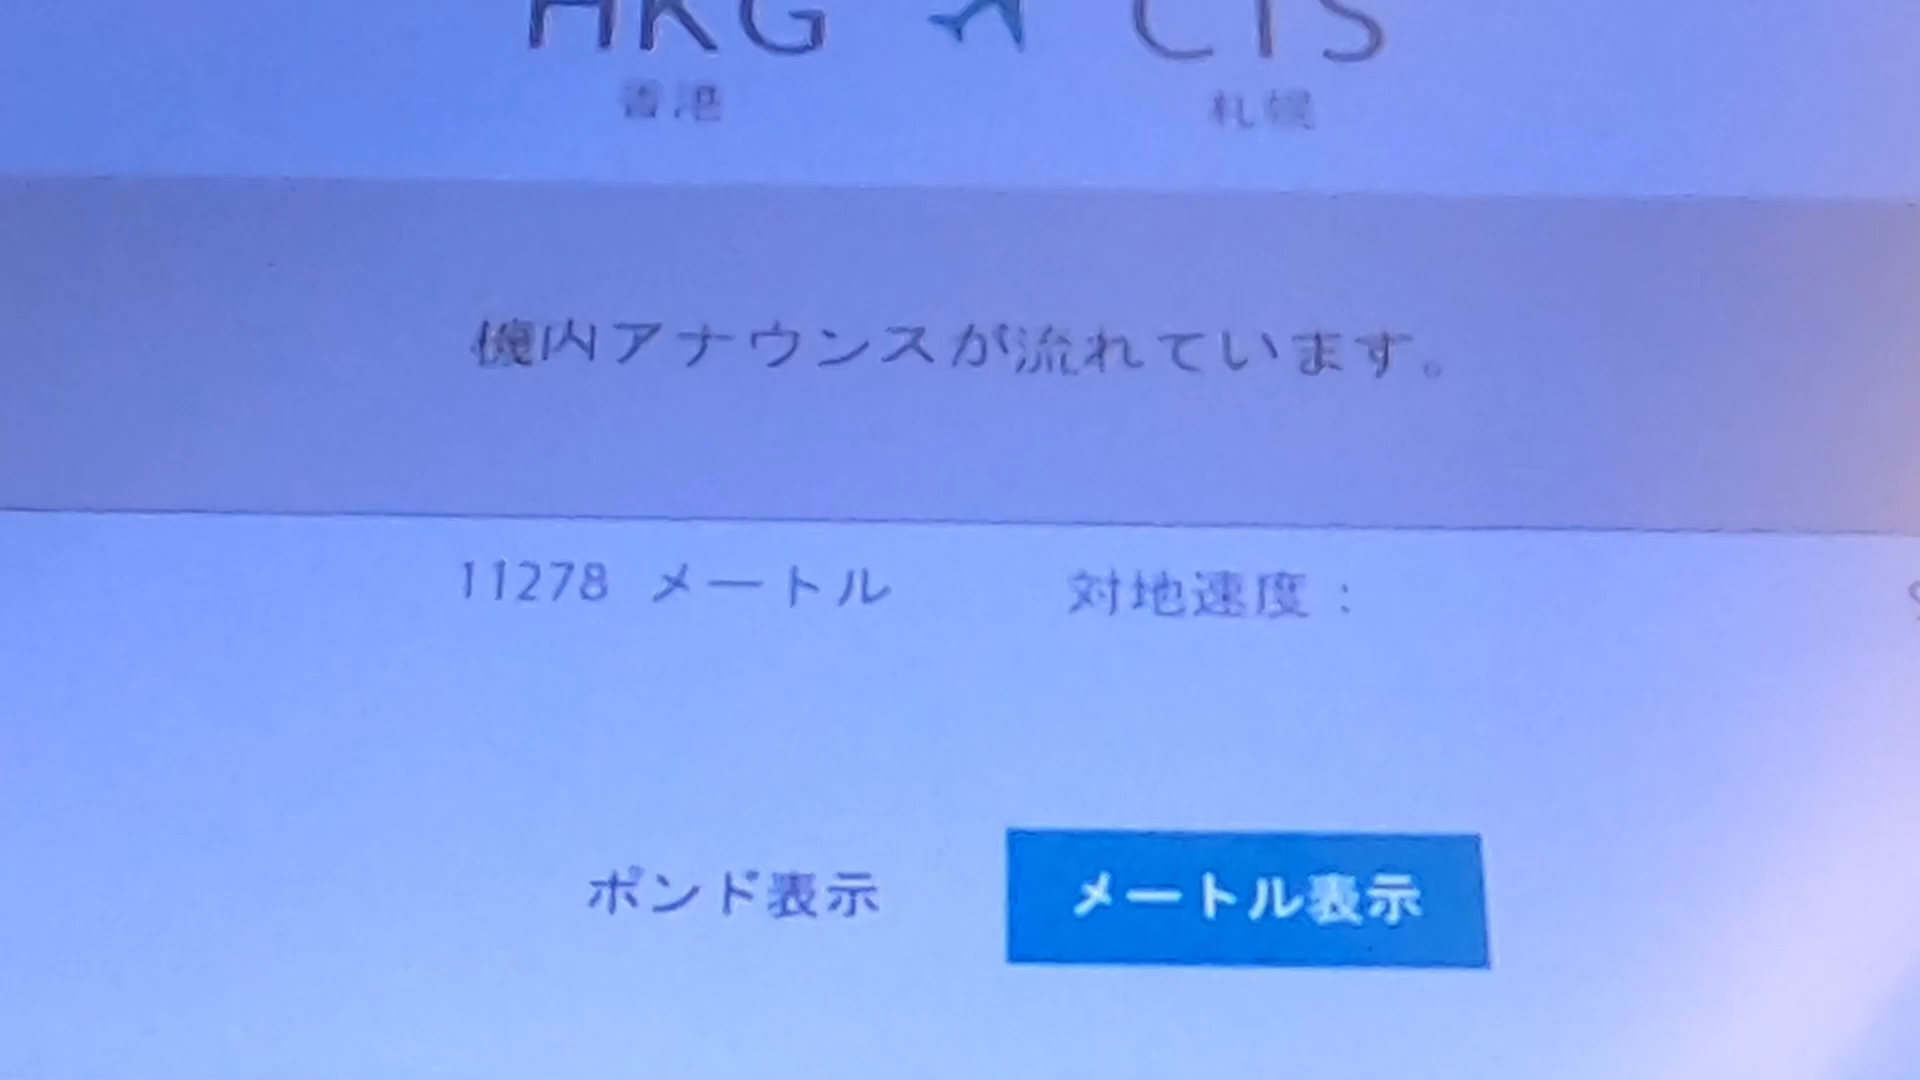 HKG CTS
香港 札幌
機内アナウンスが流れています。
11278 メートル 対地速度：
ポンド表示 メートル表示